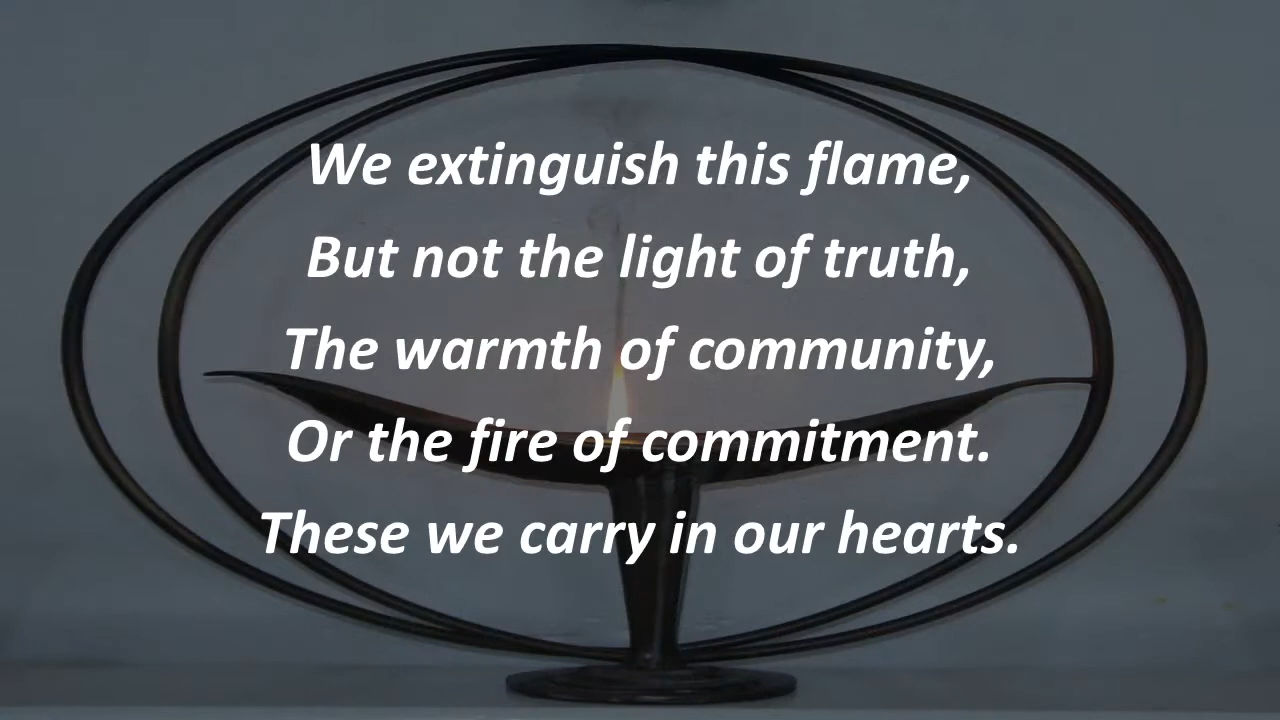 We extinguish this flame,
But not the light of truth,
The warmth of community,
Or the fire of commitment.
These we carry in our hearts.